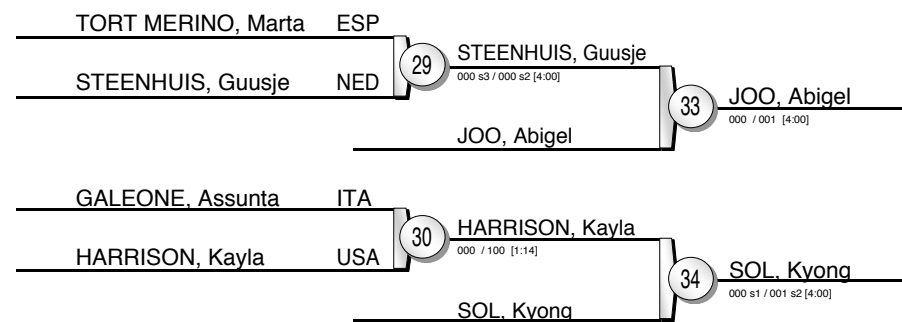 TORT MERINO, Marta ESP
29
STEENHUIS, Guusje
000 s3 / 000 s2 [4:00]
STEENHUIS, Guusje NED
33
JOO, Abigel
000 / 001 [4:00]
JOO, Abigel
GALEONE, Assunta ITA
30
HARRISON, Kayla
000 / 100 [1:14]
HARRISON, Kayla USA
34
SOL, Kyong
000 s1 / 001 s2 [4:00]
SOL, Kyong